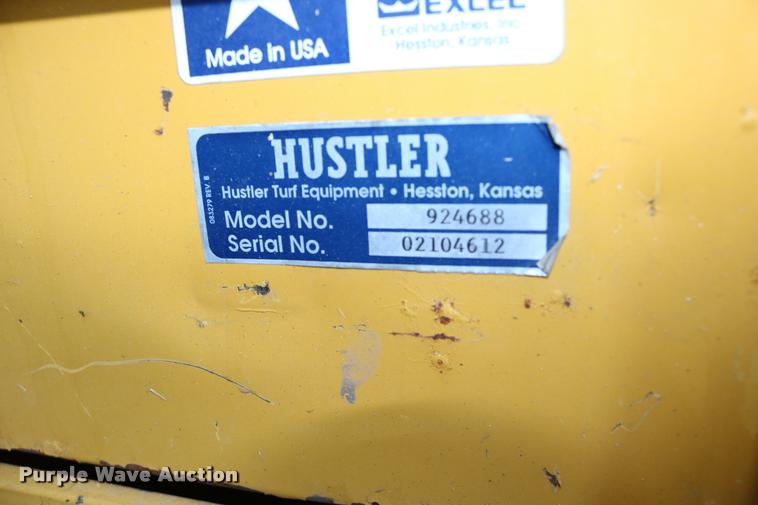 EXCEL
Made in USA
Excel Industries, Inc.
Hesston, Kansas
HUSTLER
Hustler Turf Equipment • Hesston, Kansas
Model No. 924688
Serial No. 02104612
083279 REV. B
Purple Wave Auction